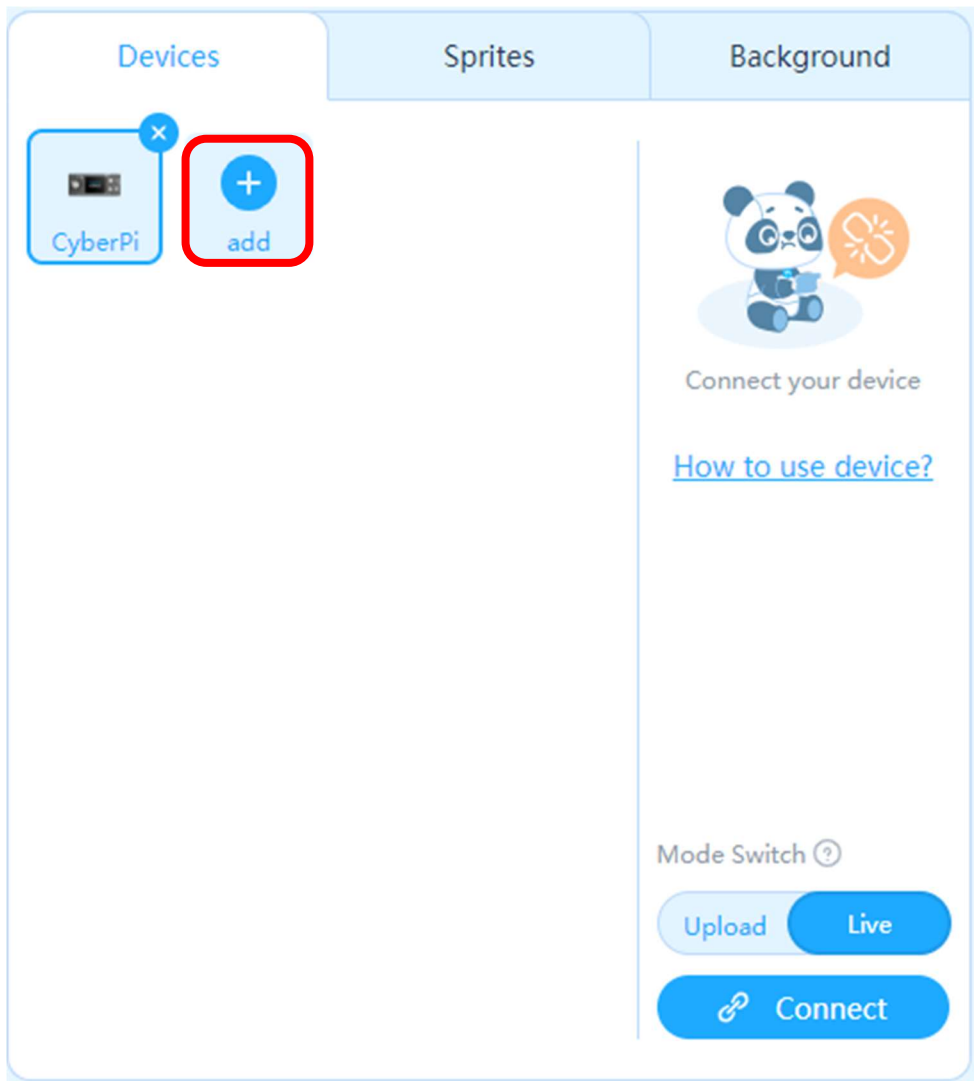 Devices
Sprites
Background
CyberPi
add
Connect your device
How to use device?
Mode Switch
Upload
Live
Connect